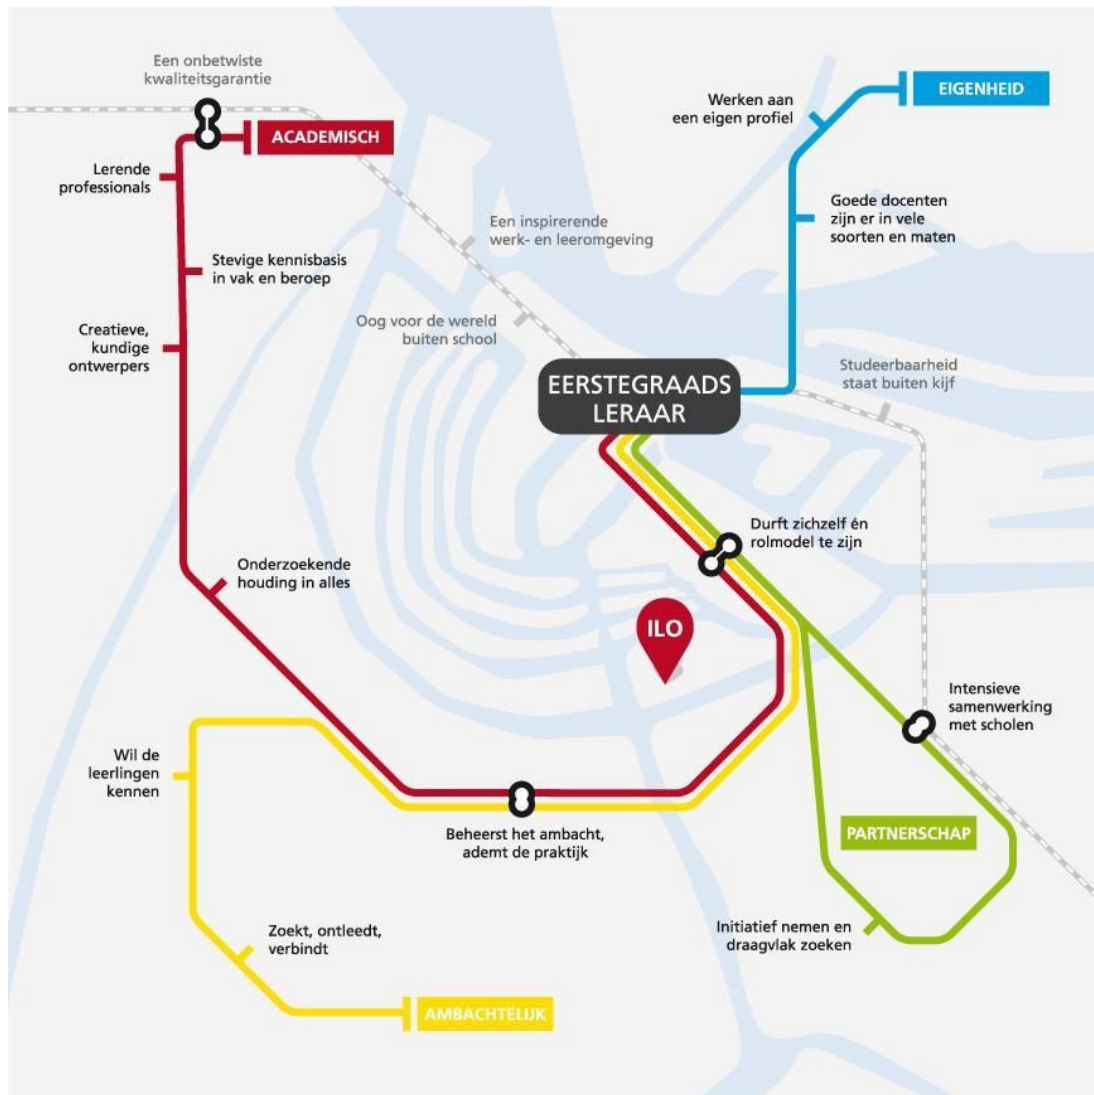 Een onbetwiste
kwaliteitsgarantie
ACADEMISCH
Lerende
professionals
Stevige kennisbasis
in vak en beroep
Creatieve,
kundige
ontwerpers
Onderzoekende
houding in alles
Een inspirerende
werk- en leeromgeving
Oog voor de wereld
buiten school
EIGENHEID
Werken aan
een eigen profiel
Goede docenten
zijn er in vele
soorten en maten
EERSTEGRAADS
LERAAR
Studeerbaarheid
staat buiten kijf
Durft zichzelf én
rolmodel te zijn
ILO
Intensieve
samenwerking
met scholen
Wil de
leerlingen
kennen
Beheerst het ambacht,
ademt de praktijk
PARTNERSCHAP
Initiatief nemen en
draagvlak zoeken
Zoekt, ontleedt,
verbindt
AMBACHTELIJK